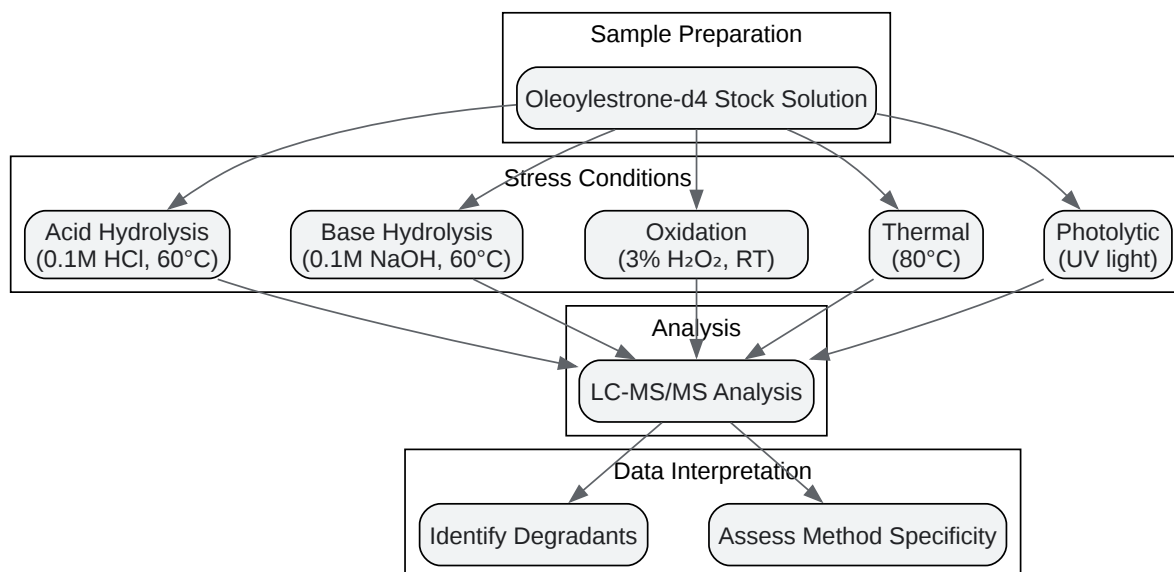 Sample Preparation
Oleoylestrone-d4 Stock Solution
Stress Conditions
Acid Hydrolysis
(0.1M HCl, 60°C)
Base Hydrolysis
(0.1M NaOH, 60°C)
Oxidation
(3% H₂O₂, RT)
Thermal
(80°C)
Photolytic
(UV light)
Analysis
LC-MS/MS Analysis
Data Interpretation
Identify Degradants
Assess Method Specificity